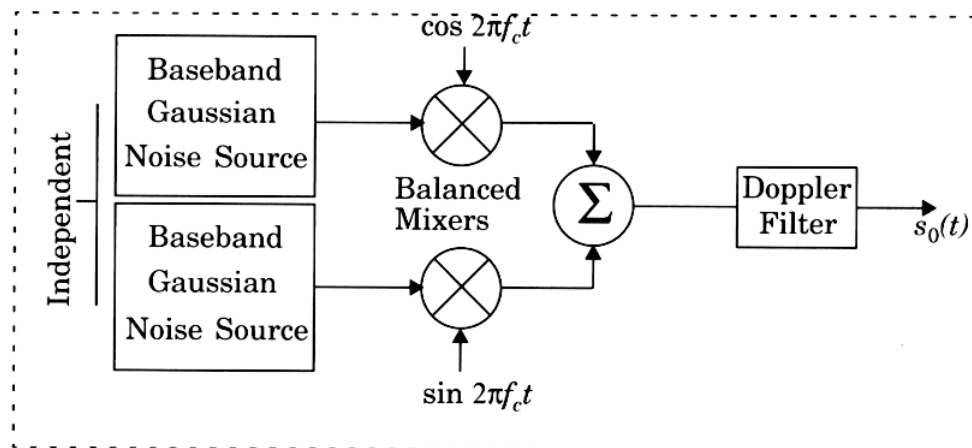 cos 2πf_c t
Baseband
Gaussian
Noise Source
Independent
Balanced
Mixers
Σ
Doppler
Filter
s_0(t)
Baseband
Gaussian
Noise Source
sin 2πf_c t